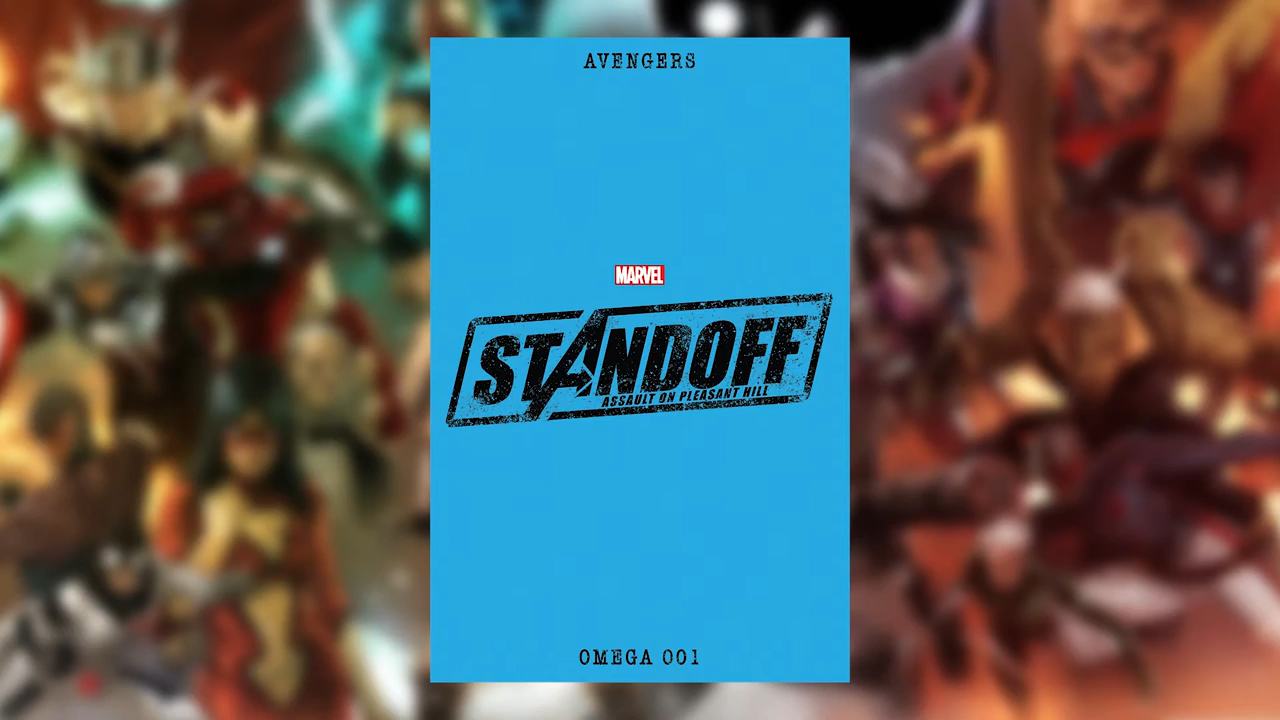 AVENGERS
MARVEL
STANDOFF
ASSAULT ON PLEASANT HILL
OMEGA 001